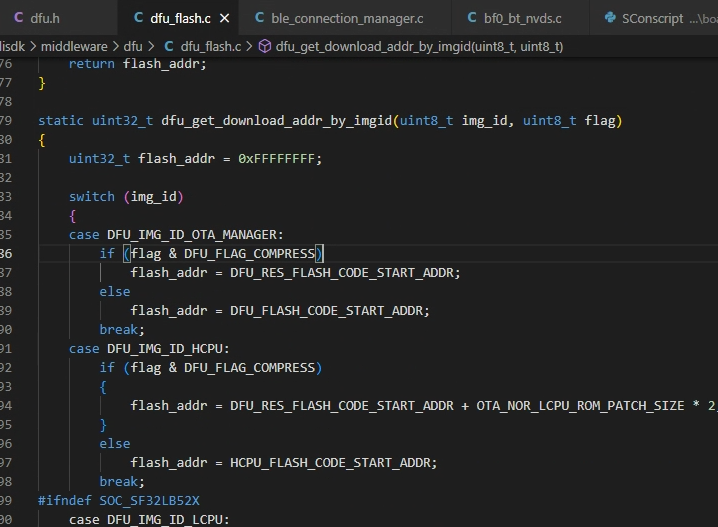 dfu.h dfu_flash.c ble_connection_manager.c bf0_bt_nvds.c SConscript ...\boa
lisdk > middleware > dfu > C dfu_flash.c > dfu_get_download_addr_by_imgid(uint8_t, uint8_t)
76 return flash_addr;
77 }
78
79 static uint32_t dfu_get_download_addr_by_imgid(uint8_t img_id, uint8_t flag)
80 {
81 uint32_t flash_addr = 0xFFFFFFFF;
82
83 switch (img_id)
84 {
85 case DFU_IMG_ID_OTA_MANAGER:
86 if (flag & DFU_FLAG_COMPRESS)
87 flash_addr = DFU_RES_FLASH_CODE_START_ADDR;
88 else
89 flash_addr = DFU_FLASH_CODE_START_ADDR;
90 break;
91 case DFU_IMG_ID_HCPU:
92 if (flag & DFU_FLAG_COMPRESS)
93 {
94 flash_addr = DFU_RES_FLASH_CODE_START_ADDR + OTA_NOR_LCPU_ROM_PATCH_SIZE * 2
95 }
96 else
97 flash_addr = HCPU_FLASH_CODE_START_ADDR;
98 break;
99 #ifndef SOC_SF32LB52X
00 case DFU_IMG_ID_LCPU: